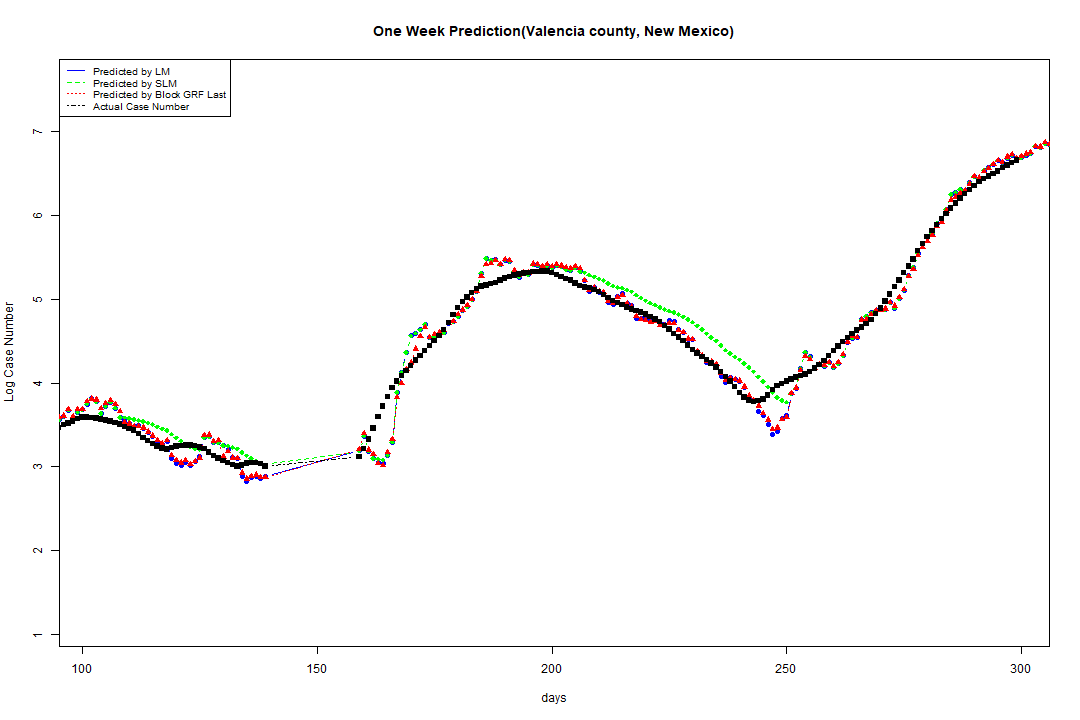 One Week Prediction(Valencia county, New Mexico)
Predicted by LM
Predicted by SLM
Predicted by Block GRF Last
Actual Case Number
7
6
5
4
3
2
1
Log Case Number
100 150 200 250 300
days